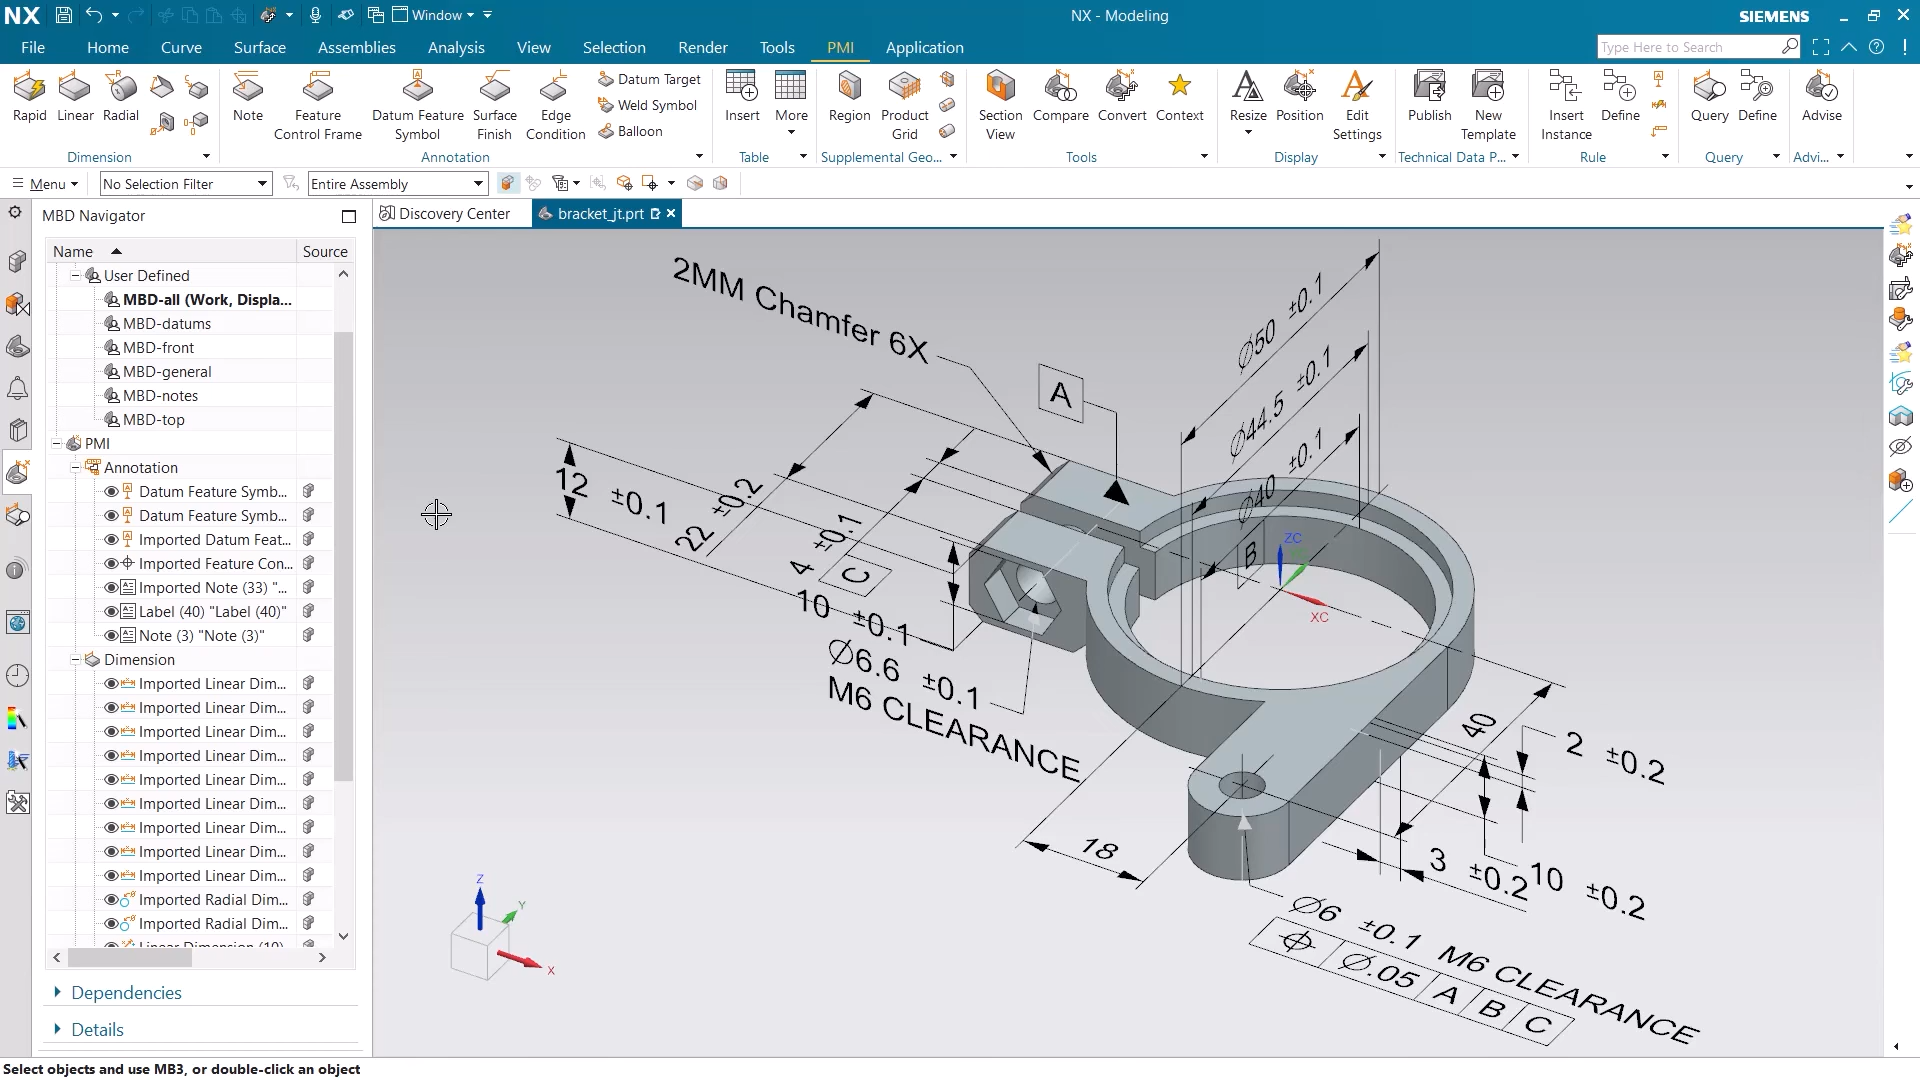 NX
Window
NX - Modeling
SIEMENS
File Home Curve Surface Assemblies Analysis View Selection Render Tools PMI Application
Type Here to Search
Rapid Linear Radial
Dimension
Note Feature Control Frame Datum Feature Symbol Surface Finish Edge Condition
Datum Target
Weld Symbol
Balloon
Annotation
Insert More
Table
Region Product Grid
Supplemental Geo...
Section View Compare Convert Context
Tools
Resize Position Edit Settings
Display
Publish New Template
Technical Data P...
Insert Instance Define
Rule
Query Define
Query
Advise
Advi...
Menu No Selection Filter Entire Assembly
MBD Navigator
Discovery Center bracket_jt.prt
Name Source
User Defined
MBD-all (Work, Displa...
MBD-datums
MBD-front
MBD-general
MBD-notes
MBD-top
PMI
Annotation
Datum Feature Symb...
Datum Feature Symb...
Imported Datum Feat...
Imported Feature Con...
Imported Note (33) "...
Label (40) "Label (40)"
Note (3) "Note (3)"
Dimension
Imported Linear Dim...
Imported Linear Dim...
Imported Linear Dim...
Imported Linear Dim...
Imported Linear Dim...
Imported Linear Dim...
Imported Linear Dim...
Imported Linear Dim...
Imported Linear Dim...
Imported Radial Dim...
Imported Radial Dim...
Linear Dimension (10)
Dependencies
Details
2MM Chamfer 6X
A
Ø50 ±0.1
Ø44.5 ±0.1
Ø40 ±0.1
12 ±0.1
22 ±0.2
4 ±0.1
C
B
ZC
XC
10 ±0.1
Ø6.6 ±0.1
M6 CLEARANCE
40
2 ±0.2
18
3 ±0.2
10 ±0.2
Ø6 ±0.1 M6 CLEARANCE
⌖ Ø.05 A B C
Z
Y
X
Select objects and use MB3, or double-click an object